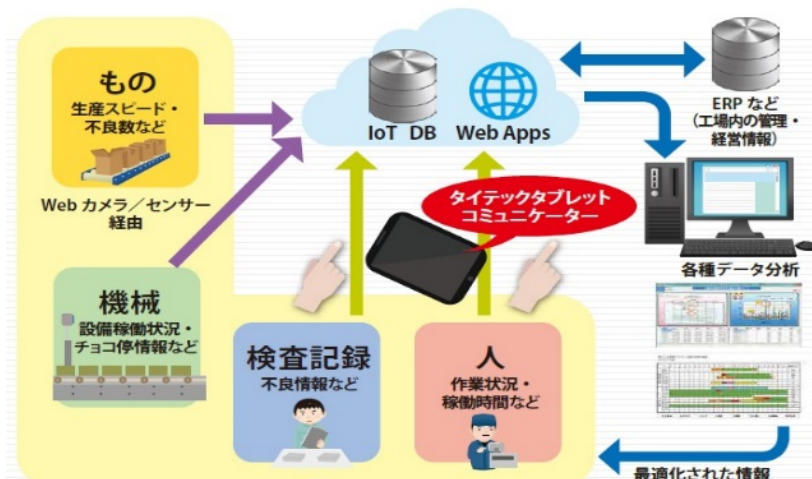 もの
生産スピード・
不良数など
Web カメラ／センサー
経由
機械
設備稼働状況・
チョコ停情報など
検査記録
不良情報など
人
作業状況・
稼働時間など
IoT DB
Web Apps
タイテックタブレット
コミュニケーター
ERP など
（工場内の管理・
経営情報）
各種データ分析
最適化された情報